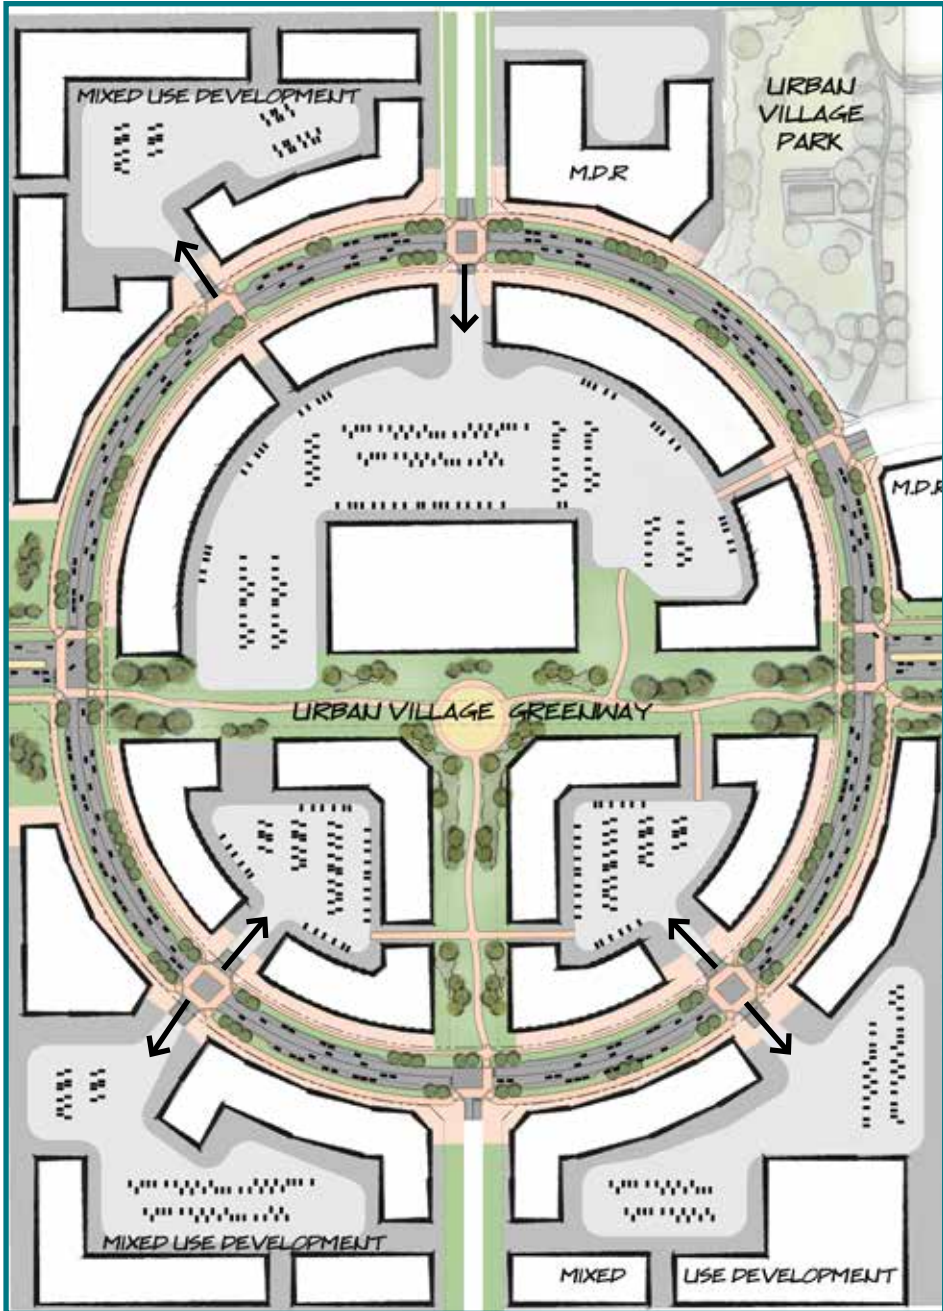 MIXED USE DEVELOPMENT
URBAN
VILLAGE
PARK
M.D.R
M.D.R
URBAN VILLAGE GREENWAY
MIXED USE DEVELOPMENT
MIXED
USE DEVELOPMENT